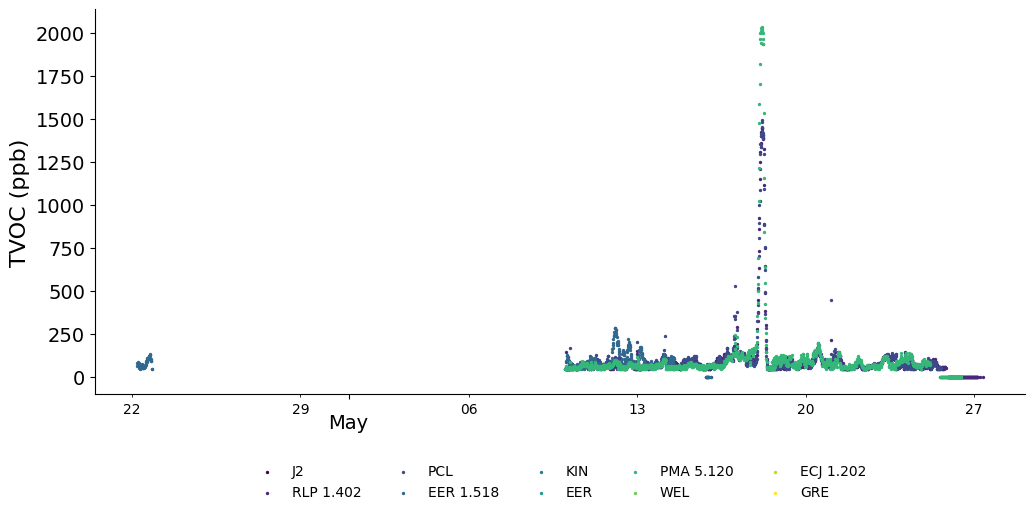 2000
1750
1500
1250
1000
750
500
250
0
TVOC (ppb)
22 29 06 13 20 27
May
J2 PCL KIN PMA 5.120 ECJ 1.202
RLP 1.402 EER 1.518 EER WEL GRE